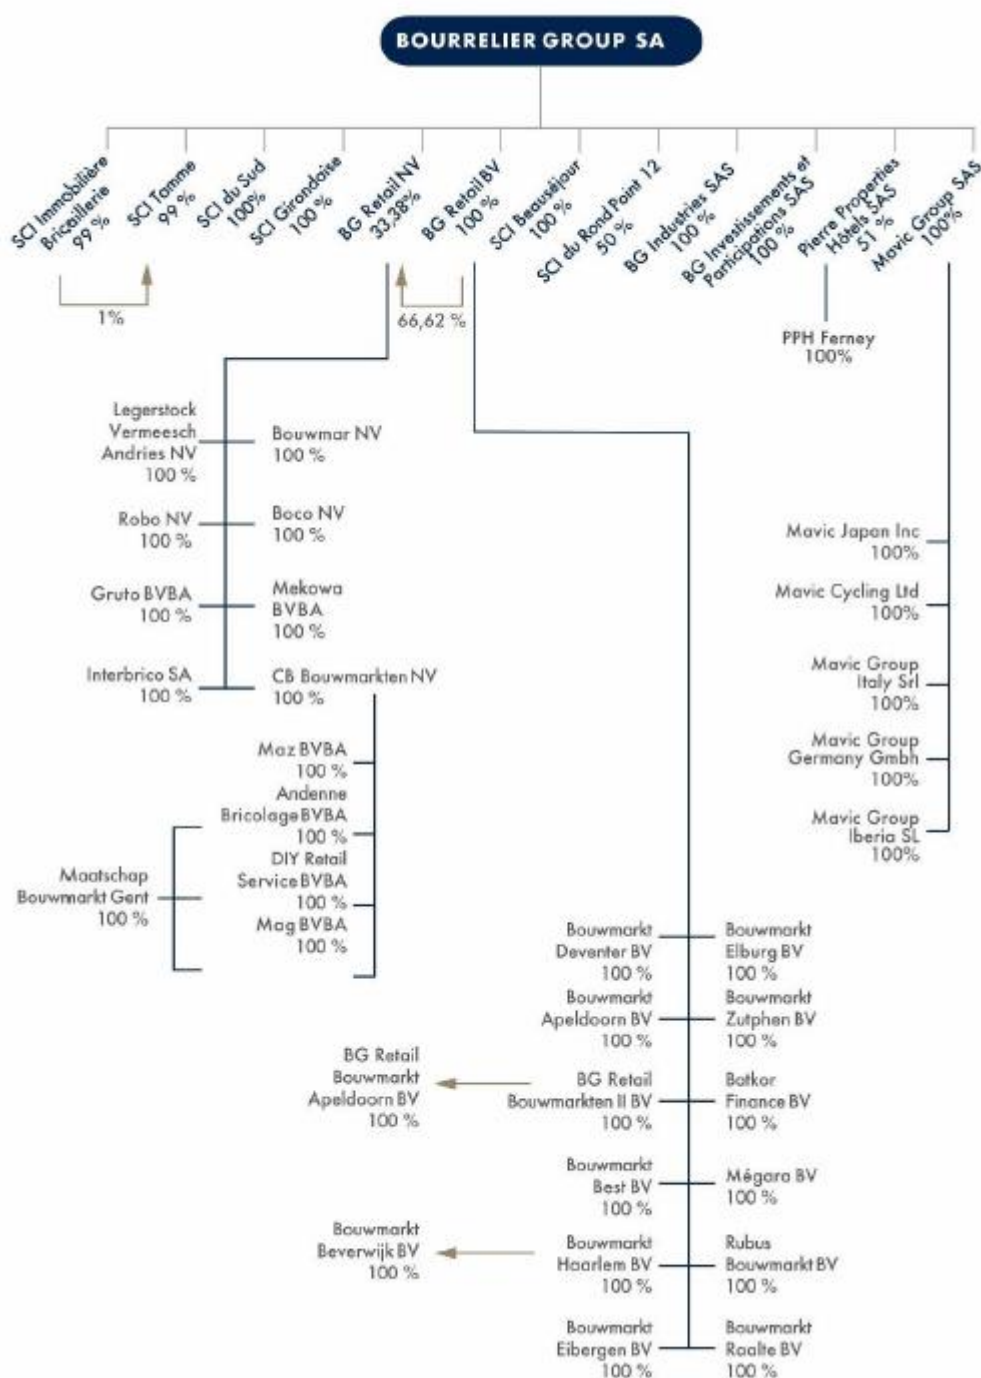 BOURRELIER GROUP SA
SCI Immobilière
Bricaillerie
99 %
SCI Tamme
99 %
SCI du Sud
100%
SCI Girondaise
100 %
BG Retail NV
33,38%
BG Retail BV
100 %
SCI Beauséjour
100 %
SCI du Rond Point 12
50 %
BG Industries SAS
100 %
BG Investissements et
Participations SAS
100 %
Pierre Properties
Hôtels SAS
51 %
Mavic Group SAS
100%
1%
66,62 %
PPH Ferney
100%
Legerstock
Vermeesch
Andries NV
100 %
Bouwmar NV
100 %
Robo NV
100 %
Boco NV
100 %
Gruto BVBA
100 %
Mekowa
BVBA
100 %
Interbrico SA
100 %
CB Bouwmarkten NV
100 %
Maz BVBA
100 %
Andenne
Bricolage BVBA
100 %
DIY Retail
Service BVBA
100 %
Mag BVBA
100 %
Maatschap
Bouwmarkt Gent
100 %
Mavic Japan Inc
100%
Mavic Cycling Ltd
100%
Mavic Group
Italy Srl
100%
Mavic Group
Germany Gmbh
100%
Mavic Group
Iberia SL
100%
Bouwmarkt
Deventer BV
100 %
Bouwmarkt
Elburg BV
100 %
Bouwmarkt
Apeldoorn BV
100 %
Bouwmarkt
Zutphen BV
100 %
BG Retail
Bouwmarkt
Apeldoorn BV
100 %
BG Retail
Bouwmarkten II BV
100 %
Batkor
Finance BV
100 %
Bouwmarkt
Best BV
100 %
Mégara BV
100 %
Bouwmarkt
Beverwijk BV
100 %
Bouwmarkt
Haarlem BV
100 %
Rubus
Bouwmarkt BV
100 %
Bouwmarkt
Eibergen BV
100 %
Bouwmarkt
Raalte BV
100 %